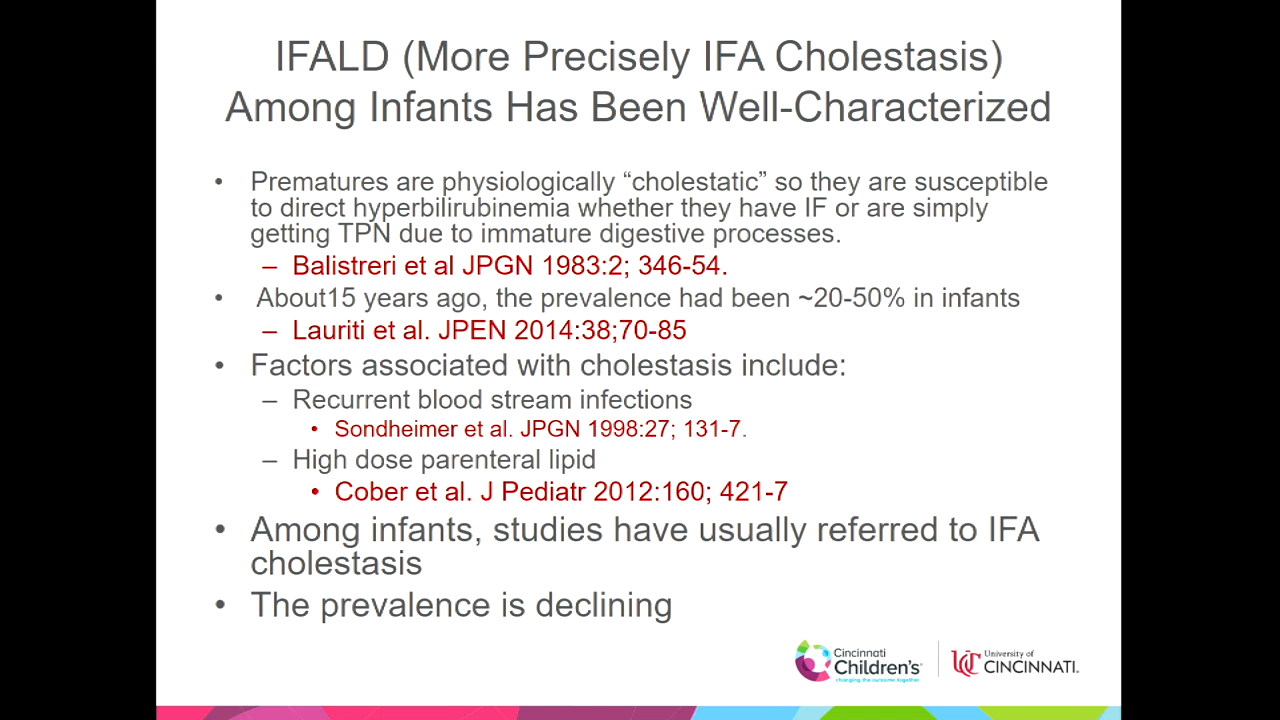 IFALD (More Precisely IFA Cholestasis)
Among Infants Has Been Well-Characterized
• Prematures are physiologically “cholestatic” so they are susceptible
to direct hyperbilirubinemia whether they have IF or are simply
getting TPN due to immature digestive processes.
– Balistreri et al JPGN 1983:2; 346-54.
• About15 years ago, the prevalence had been ~20-50% in infants
– Lauriti et al. JPEN 2014:38;70-85
• Factors associated with cholestasis include:
– Recurrent blood stream infections
• Sondheimer et al. JPGN 1998:27; 131-7.
– High dose parenteral lipid
• Cober et al. J Pediatr 2012:160; 421-7
• Among infants, studies have usually referred to IFA
cholestasis
• The prevalence is declining
Cincinnati
Children's
changing the outcome together
UC
University of
CINCINNATI